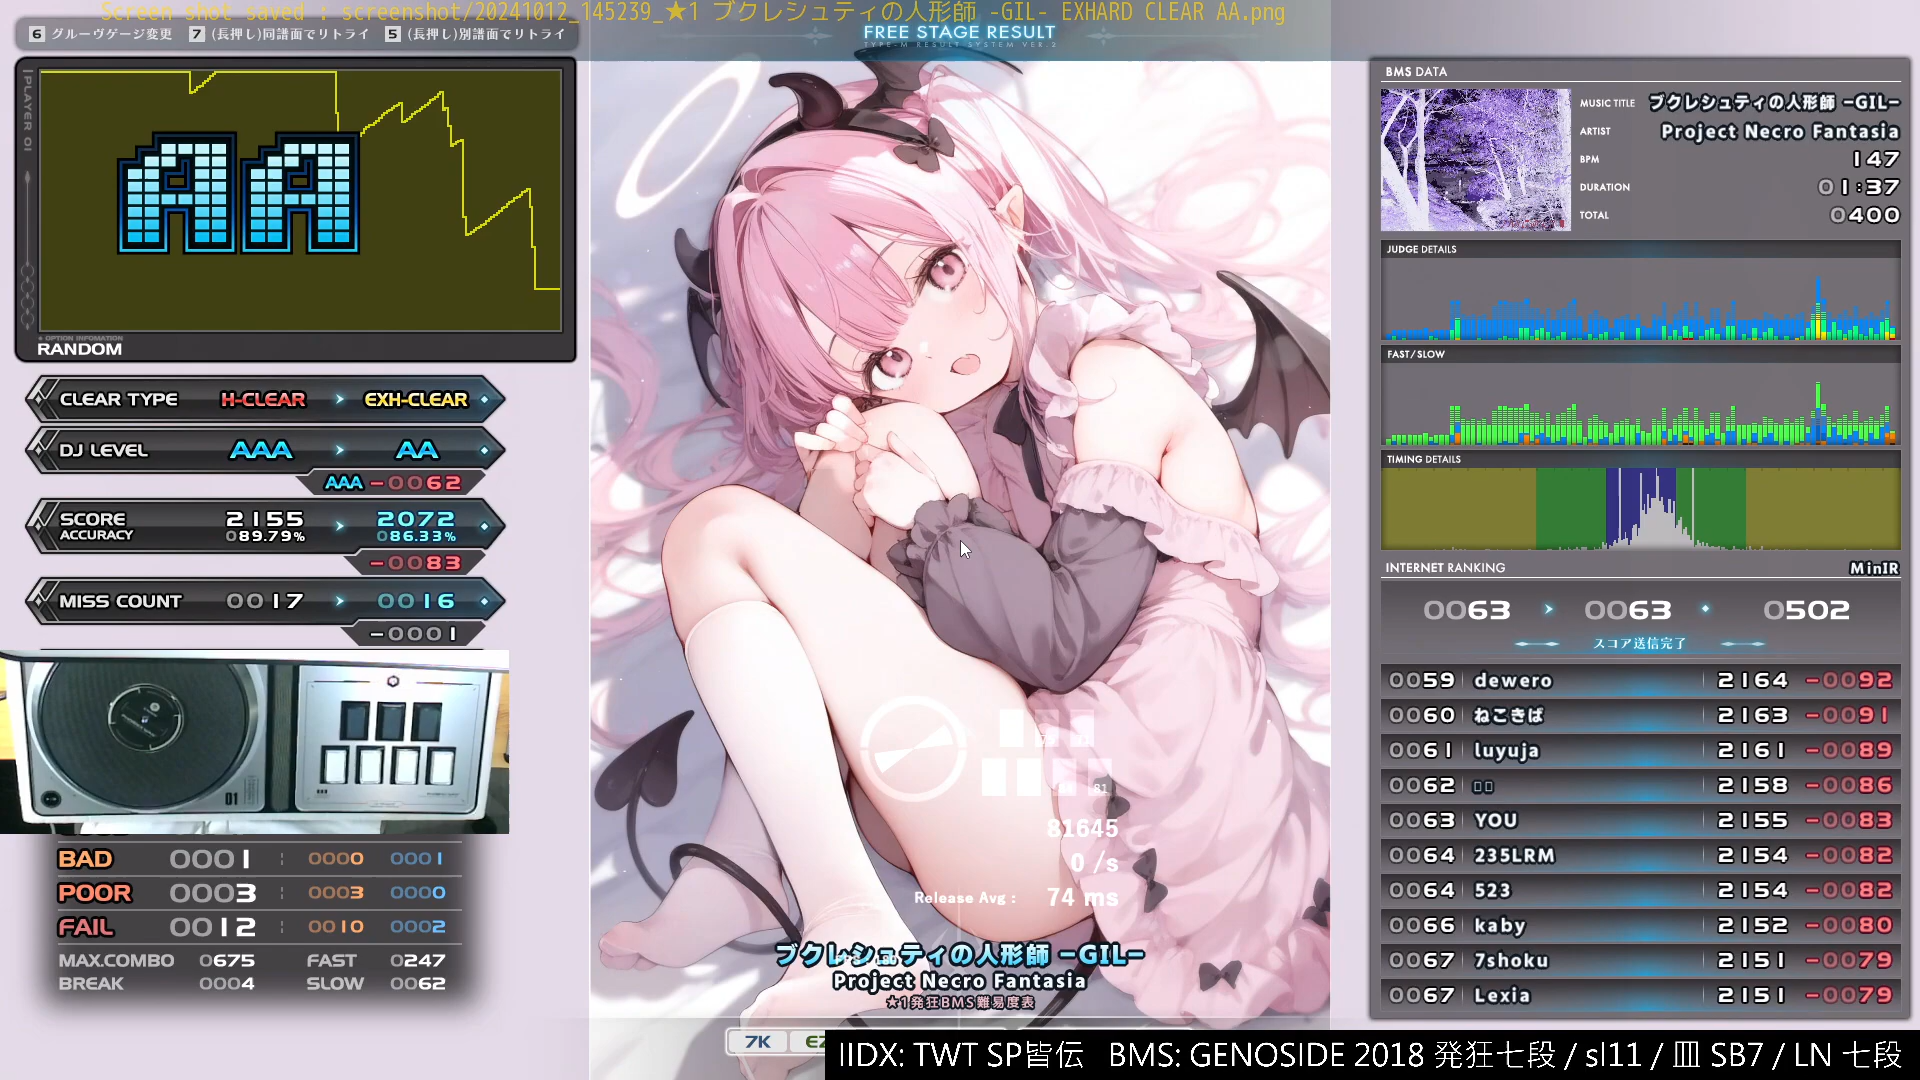 Screen shot saved : screenshot/20241012_145239_★1 ブクレシュティの人形師 -GIL- EXHARD CLEAR AA.png
6 グルーヴゲージ変更 7 (長押し)同譜面でリトライ 5 (長押し)別譜面でリトライ
FREE STAGE RESULT
TYPE-M RESULT SYSTEM VER.2
PLAYER 01
AA
OPTION INFOMATION
RANDOM
CLEAR TYPE H-CLEAR EXH-CLEAR
DJ LEVEL AAA AA
AAA -0062
SCORE 2155 2072
ACCURACY 089.79% 086.33%
-0083
MISS COUNT 0017 0016
-0001
01
BAD 0001 0000 0001
POOR 0003 0003 0000
FAIL 0012 0010 0002
MAX.COMBO 0675 FAST 0247
BREAK 0004 SLOW 0062
81
81645
0 /s
Release Avg : 74 ms
ブクレシュティの人形師 -GIL-
Project Necro Fantasia
★1発狂BMS難易度表
7K
BMS DATA
MUSIC TITLE ブクレシュティの人形師 -GIL-
ARTIST Project Necro Fantasia
BPM 147
DURATION 01:37
TOTAL 0400
JUDGE DETAILS
FAST/SLOW
TIMING DETAILS
INTERNET RANKING MinIR
0063 0063 0502
スコア送信完了
0059 dewero 2164 -0092
0060 ねこきば 2163 -0091
0061 luyuja 2161 -0089
0062 □□ 2158 -0086
0063 YOU 2155 -0083
0064 235LRM 2154 -0082
0064 523 2154 -0082
0066 kaby 2152 -0080
0067 7shoku 2151 -0079
0067 Lexia 2151 -0079
IIDX: TWT SP皆伝 BMS: GENOSIDE 2018 発狂七段 / sl11 / 皿 SB7 / LN 七段